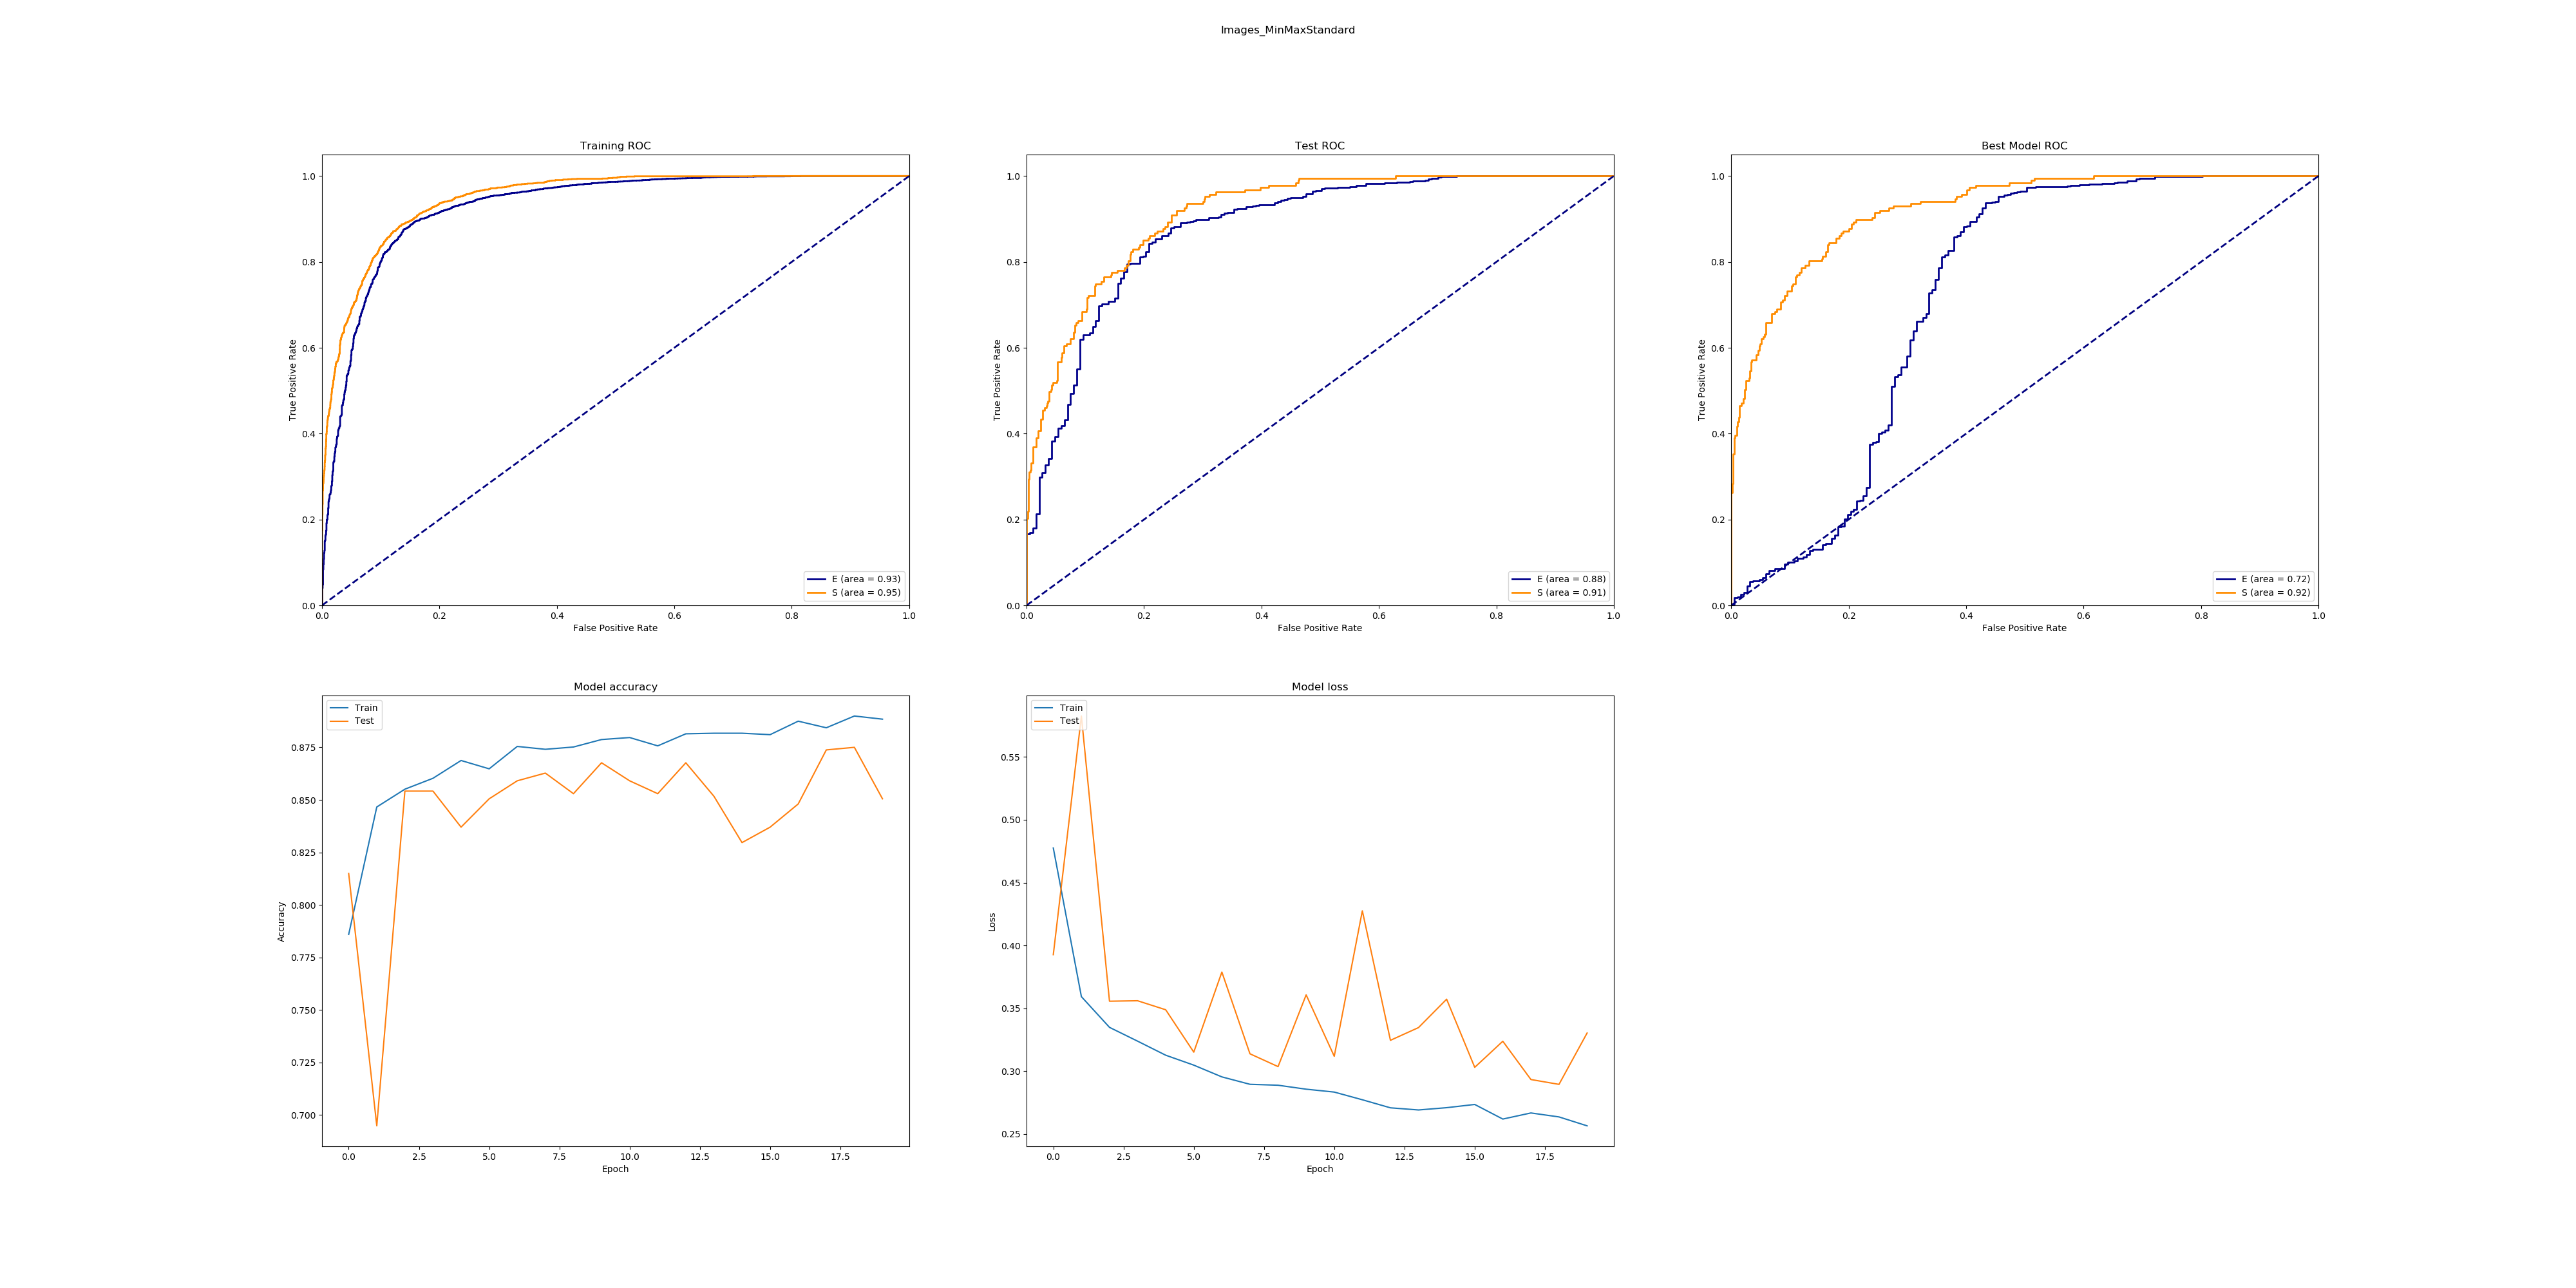 Images_MinMaxStandard
Training ROC
True Positive Rate
1.0
0.8
0.6
0.4
0.2
0.0
0.0 0.2 0.4 0.6 0.8 1.0
False Positive Rate
E (area = 0.93)
S (area = 0.95)
Test ROC
True Positive Rate
1.0
0.8
0.6
0.4
0.2
0.0
0.0 0.2 0.4 0.6 0.8 1.0
False Positive Rate
E (area = 0.88)
S (area = 0.91)
Best Model ROC
True Positive Rate
1.0
0.8
0.6
0.4
0.2
0.0
0.0 0.2 0.4 0.6 0.8 1.0
False Positive Rate
E (area = 0.72)
S (area = 0.92)
Model accuracy
Train
Test
Accuracy
0.875
0.850
0.825
0.800
0.775
0.750
0.725
0.700
0.0 2.5 5.0 7.5 10.0 12.5 15.0 17.5
Epoch
Model loss
Train
Test
Loss
0.55
0.50
0.45
0.40
0.35
0.30
0.25
0.0 2.5 5.0 7.5 10.0 12.5 15.0 17.5
Epoch